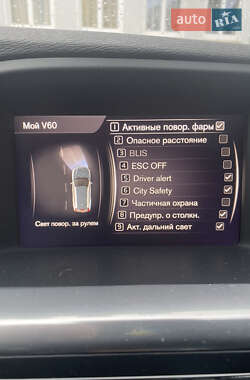 auto RIA.com
Мой V60
1 Активные повор. фары
2 Опасное расстояние
3 BLIS
4 ESC OFF
5 Driver alert
6 City Safety
7 Частичная охрана
8 Предупр. о столкн.
9 Акт. дальний свет
Свет повор. за рулем